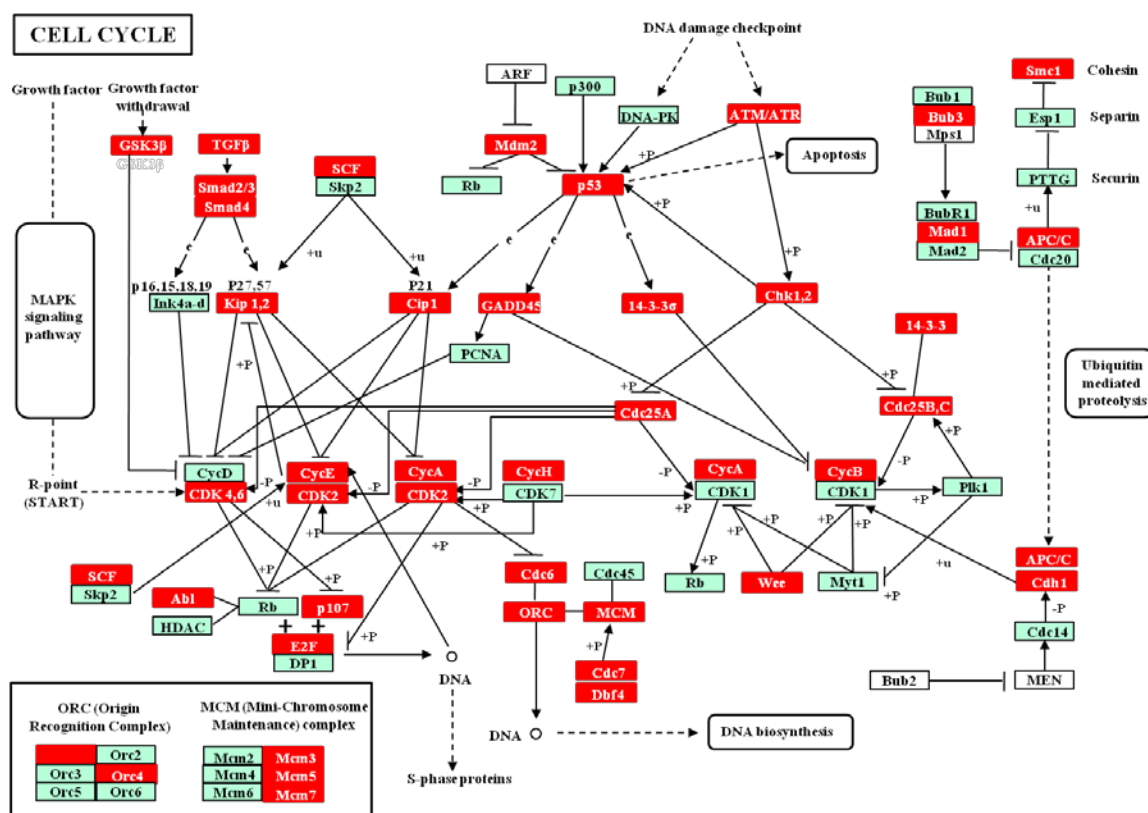 CELL CYCLE
DNA damage checkpoint
Growth factor
Growth factor
withdrawal
ARF
p300
DNA-PK
ATM/ATR
Bub1
Bub3
Mps1
Smc1
Cohesin
Esp1
Separin
GSK3β
GSK3β
TGFβ
Mdm2
+P
Apoptosis
SCF
Skp2
Rb
p53
PTTG
Securin
Smad2/3
Smad4
+P
+u
BubR1
Mad1
Mad2
APC/C
Cdc20
e
e
+u
+u
e
e
e
+P
p16,15,18,19
Ink4a-d
P27,57
Kip 1,2
P21
Cip1
GADD45
14-3-3σ
Chk1,2
14-3-3
MAPK
signaling
pathway
PCNA
+P
+P
+P
Ubiquitin
mediated
proteolysis
Cdc25A
Cdc25B,C
+P
-P
R-point
(START)
CycD
CDK 4,6
-P
+u
CycE
CDK2
-P
CycA
CDK2
-P
+P
CycH
CDK7
-P
+P
CycA
CDK1
CycB
CDK1
+P
Plk1
+P
+P
+P
+P
+P
SCF
Skp2
+P
+P
Abl
HDAC
Rb
p107
+
+
E2F
DP1
+P
DNA
S-phase proteins
Cdc6
ORC
Cdc45
MCM
+P
Cdc7
Dbf4
DNA
DNA biosynthesis
+P
Rb
Wee
Myt1
+P
+u
APC/C
Cdh1
-P
Cdc14
Bub2
MEN
ORC (Origin
Recognition Complex)
Orc2
Orc3
Orc4
Orc5
Orc6
MCM (Mini-Chromosome
Maintenance) complex
Mcm2
Mcm3
Mcm4
Mcm5
Mcm6
Mcm7